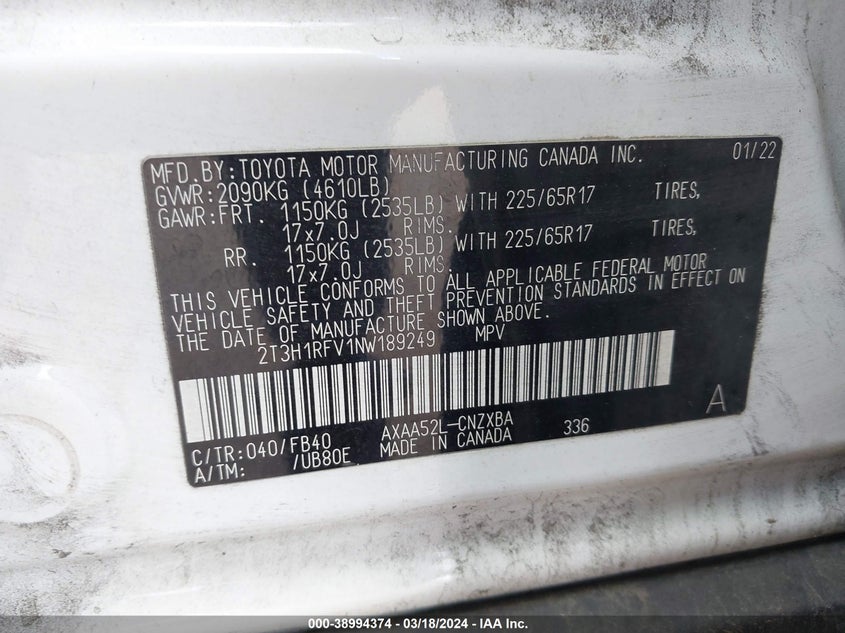 MFD.BY:TOYOTA MOTOR MANUFACTURING CANADA INC. 01/22
GVWR:2090KG (4610LB)
GAWR:FRT. 1150KG (2535LB) WITH 225/65R17 TIRES,
17x7.0J RIMS.
RR. 1150KG (2535LB) WITH 225/65R17 TIRES,
17x7.0J RIMS.
THIS VEHICLE CONFORMS TO ALL APPLICABLE FEDERAL MOTOR
VEHICLE SAFETY AND THEFT PREVENTION STANDARDS IN EFFECT ON
THE DATE OF MANUFACTURE SHOWN ABOVE.
2T3H1RFV1NW189249 MPV
A
C/TR:040/FB40 AXAA52L-CNZXBA 336
A/TM: /UB80E MADE IN CANADA
000-38994374 — 03/18/2024 — IAA Inc.